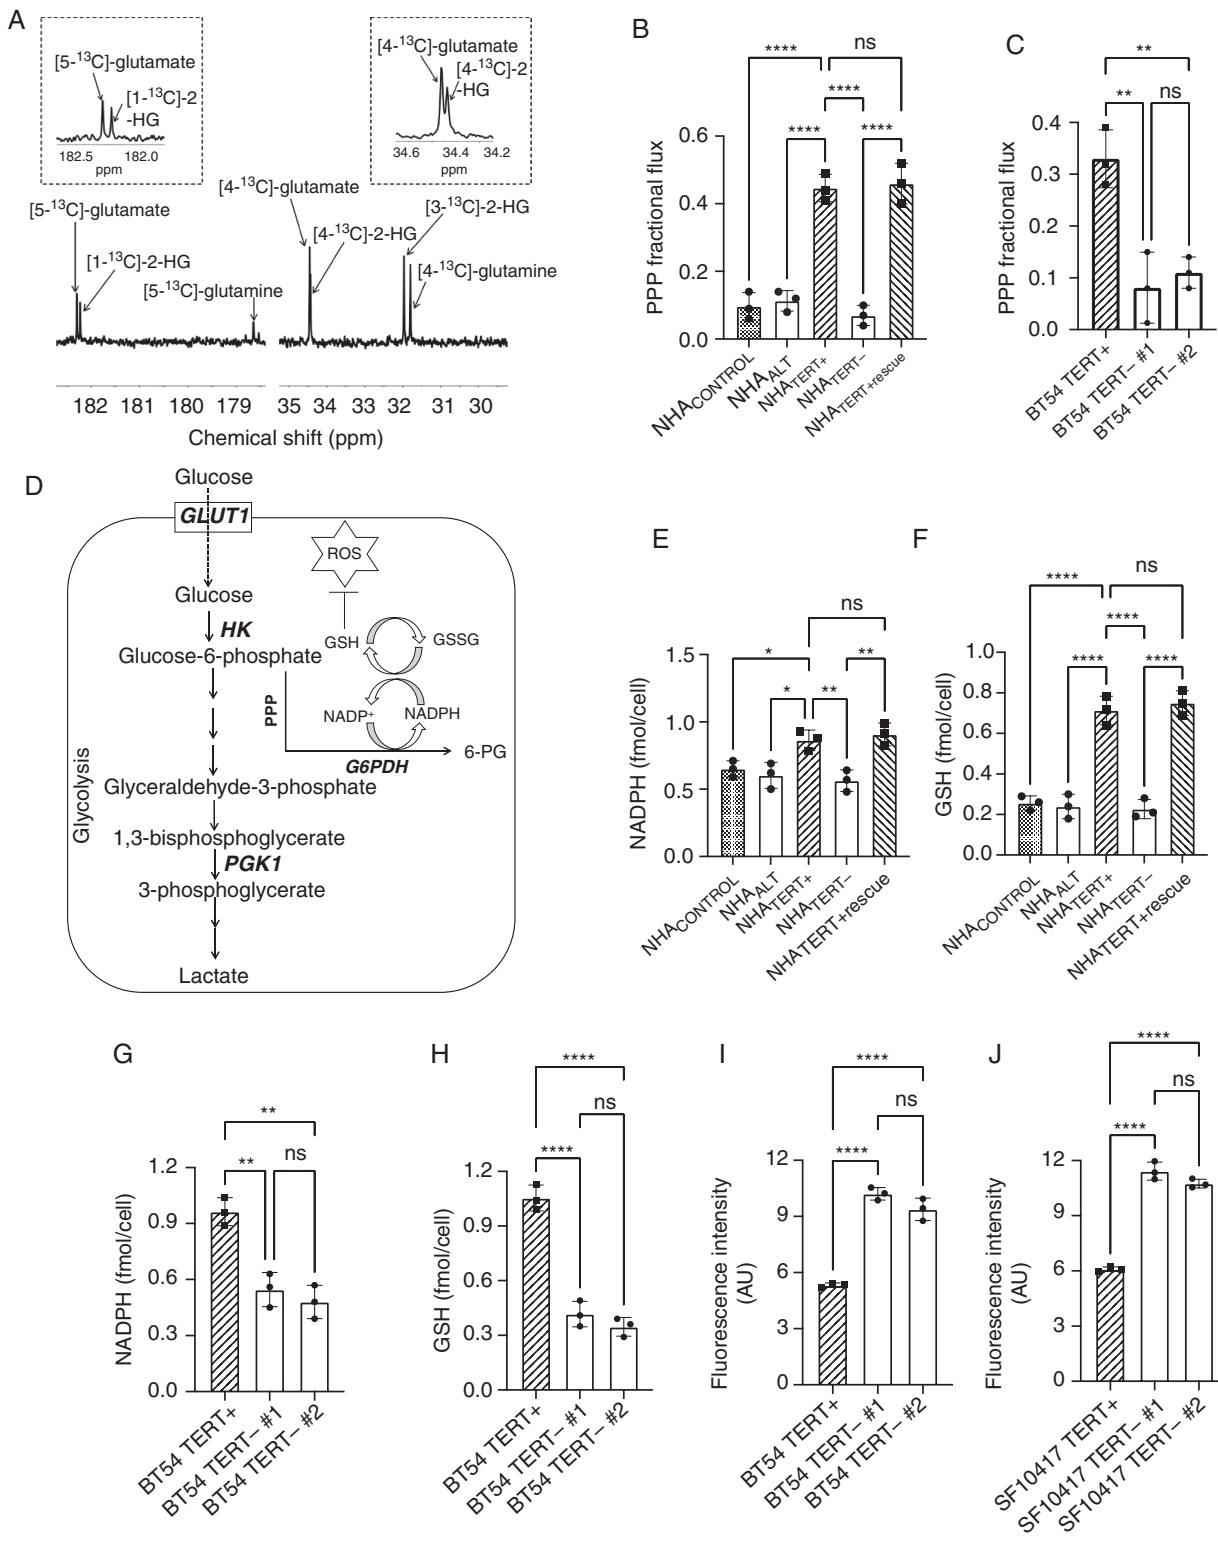 A
[5-¹³C]-glutamate
[1-¹³C]-2
-HG
182.5 182.0
ppm
[4-¹³C]-glutamate
[4-¹³C]-2
-HG
34.6 34.4 34.2
ppm
[5-¹³C]-glutamate
[1-¹³C]-2-HG
[5-¹³C]-glutamine
[4-¹³C]-glutamate
[4-¹³C]-2-HG
[3-¹³C]-2-HG
[4-¹³C]-glutamine
182 181 180 179 35 34 33 32 31 30
Chemical shift (ppm)
B
**** ns
****
**** ****
PPP fractional flux
0.6
0.4
0.2
0.0
NHACONTROL
NHAALT
NHATERT+
NHATERT−
NHATERT+rescue
C
**
** ns
PPP fractional flux
0.4
0.3
0.2
0.1
0.0
BT54 TERT+
BT54 TERT− #1
BT54 TERT− #2
D
Glucose
GLUT1
Glucose
HK
Glucose-6-phosphate
Glyceraldehyde-3-phosphate
1,3-bisphosphoglycerate
PGK1
3-phosphoglycerate
Lactate
Glycolysis
ROS
GSH GSSG
NADP⁺ NADPH
PPP
G6PDH
6-PG
E
ns
* **
* **
NADPH (fmol/cell)
1.5
1.0
0.5
0.0
NHACONTROL
NHAALT
NHATERT+
NHATERT−
NHATERT+rescue
F
**** ns
****
**** ****
GSH (fmol/cell)
1.0
0.8
0.6
0.4
0.2
0.0
NHACONTROL
NHAALT
NHATERT+
NHATERT−
NHATERT+rescue
G
**
** ns
NADPH (fmol/cell)
1.2
0.9
0.6
0.3
0.0
BT54 TERT+
BT54 TERT− #1
BT54 TERT− #2
H
****
ns
****
GSH (fmol/cell)
1.2
0.9
0.6
0.3
0.0
BT54 TERT+
BT54 TERT− #1
BT54 TERT− #2
I
****
ns
****
Fluorescence intensity
(AU)
12
9
6
3
0
BT54 TERT+
BT54 TERT− #1
BT54 TERT− #2
J
****
ns
****
Fluorescence intensity
(AU)
12
9
6
3
0
SF10417 TERT+
SF10417 TERT− #1
SF10417 TERT− #2